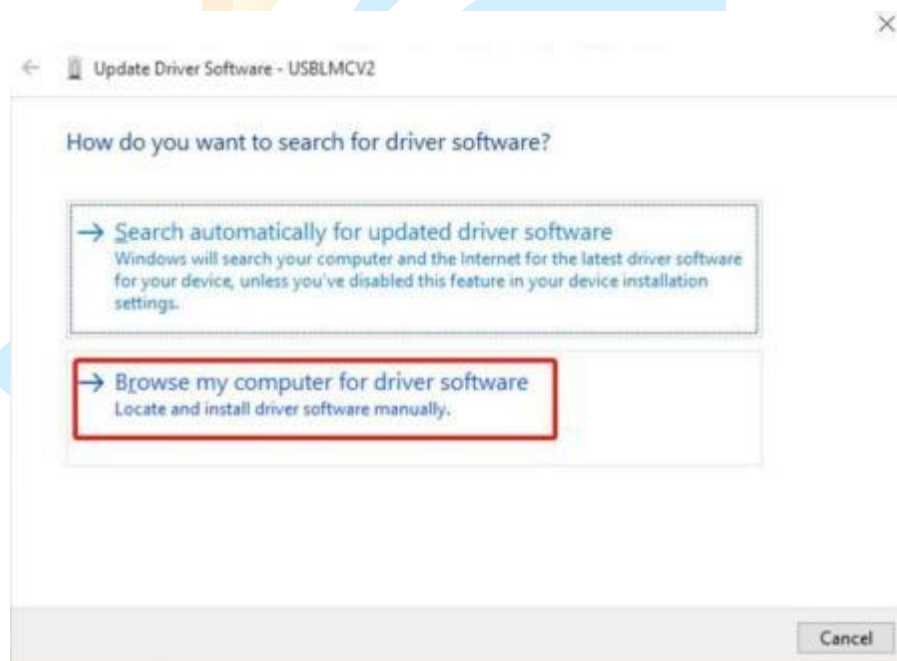 Update Driver Software - USBLMCV2
How do you want to search for driver software?
Search automatically for updated driver software
Windows will search your computer and the Internet for the latest driver software
for your device, unless you've disabled this feature in your device installation
settings.
Browse my computer for driver software
Locate and install driver software manually.
Cancel